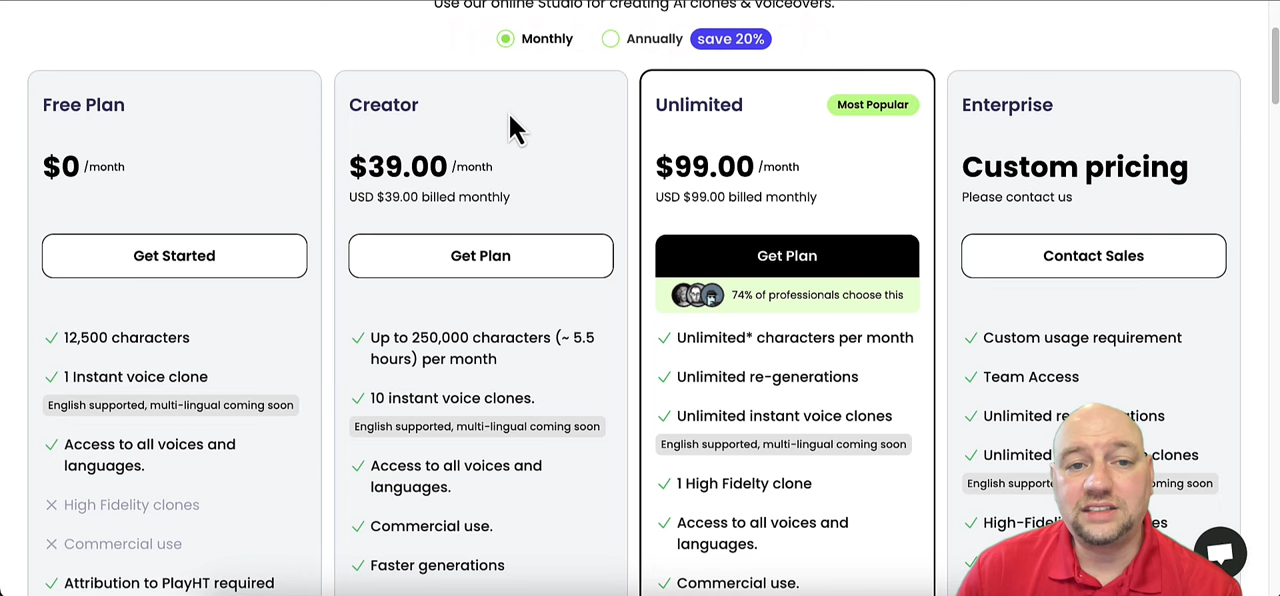 Use our online Studio for creating AI clones & voiceovers.
Monthly
Annually
save 20%
Free Plan
$0 /month
Get Started
12,500 characters
1 Instant voice clone
English supported, multi-lingual coming soon
Access to all voices and
languages.
High Fidelity clones
Commercial use
Attribution to PlayHT required
Creator
$39.00 /month
USD $39.00 billed monthly
Get Plan
Up to 250,000 characters (~ 5.5
hours) per month
10 instant voice clones.
English supported, multi-lingual coming soon
Access to all voices and
languages.
Commercial use.
Faster generations
Unlimited
Most Popular
$99.00 /month
USD $99.00 billed monthly
Get Plan
74% of professionals choose this
Unlimited* characters per month
Unlimited re-generations
Unlimited instant voice clones
English supported, multi-lingual coming soon
1 High Fidelty clone
Access to all voices and
languages.
Commercial use.
Enterprise
Custom pricing
Please contact us
Contact Sales
Custom usage requirement
Team Access
Unlimited
Unlimited clones
English soon